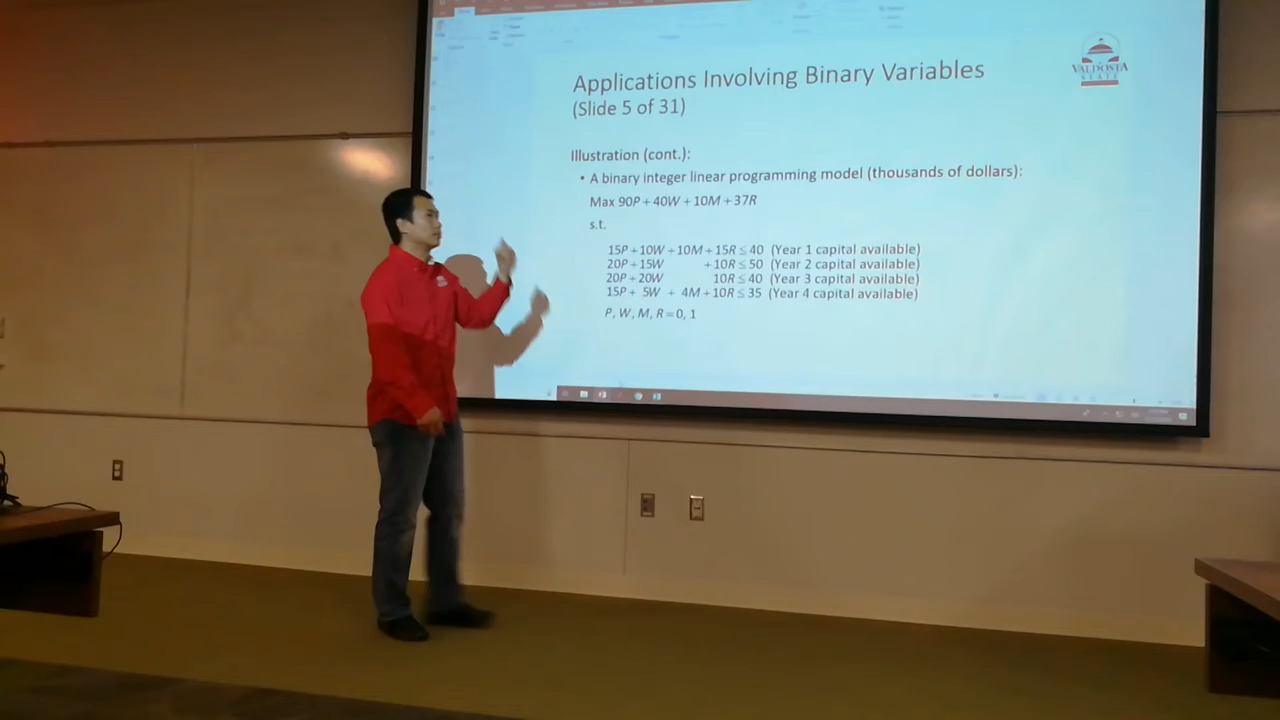 Applications Involving Binary Variables
(Slide 5 of 31)
VALDOSTA
STATE
Illustration (cont.):
• A binary integer linear programming model (thousands of dollars):
Max 90P + 40W + 10M + 37R
s.t.
15P + 10W + 10M + 15R ≤ 40 (Year 1 capital available)
20P + 15W + 10R ≤ 50 (Year 2 capital available)
20P + 20W 10R ≤ 40 (Year 3 capital available)
15P + 5W + 4M + 10R ≤ 35 (Year 4 capital available)
P, W, M, R = 0, 1